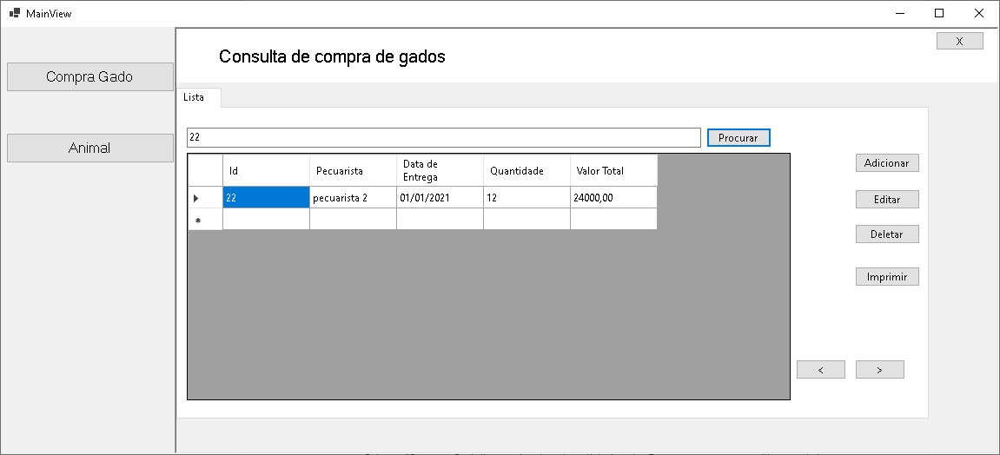 MainView
X
Consulta de compra de gados
Compra Gado
Animal
Lista
22
Procurar
Id Pecuarista Data de Entrega Quantidade Valor Total
22 pecuarista 2 01/01/2021 12 24000,00
Adicionar
Editar
Deletar
Imprimir
< >